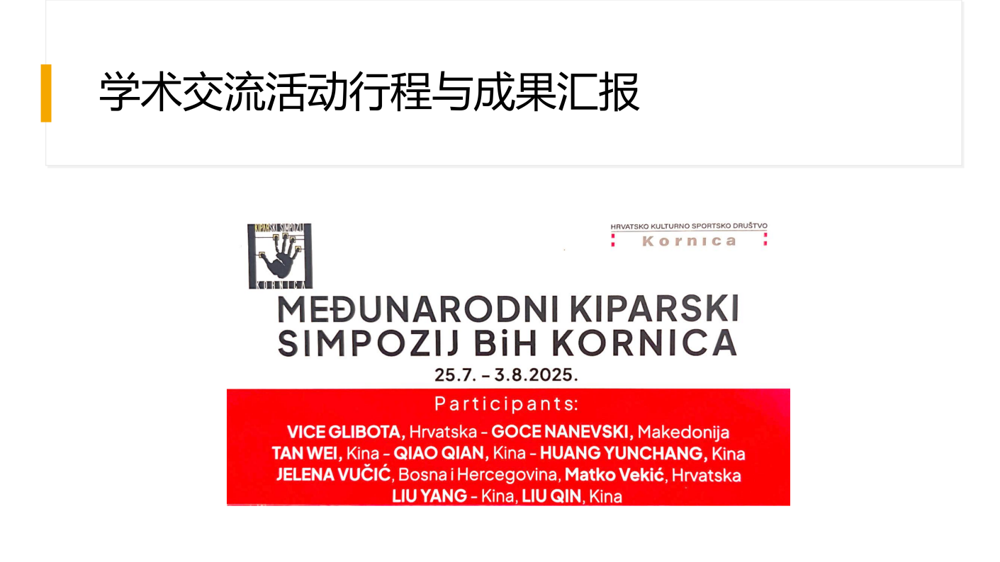 学术交流活动行程与成果汇报
KIPARSKI SIMPOZIJ
HRVATSKO KULTURNO SPORTSKO DRUŠTVO
Kornica
KORNICA
MEĐUNARODNI KIPARSKI
SIMPOZIJ BiH KORNICA
25.7. – 3.8.2025.
Participants:
VICE GLIBOTA, Hrvatska - GOCE NANEVSKI, Makedonija
TAN WEI, Kina - QIAO QIAN, Kina - HUANG YUNCHANG, Kina
JELENA VUČIĆ, Bosna i Hercegovina, Matko Vekić, Hrvatska
LIU YANG - Kina, LIU QIN, Kina